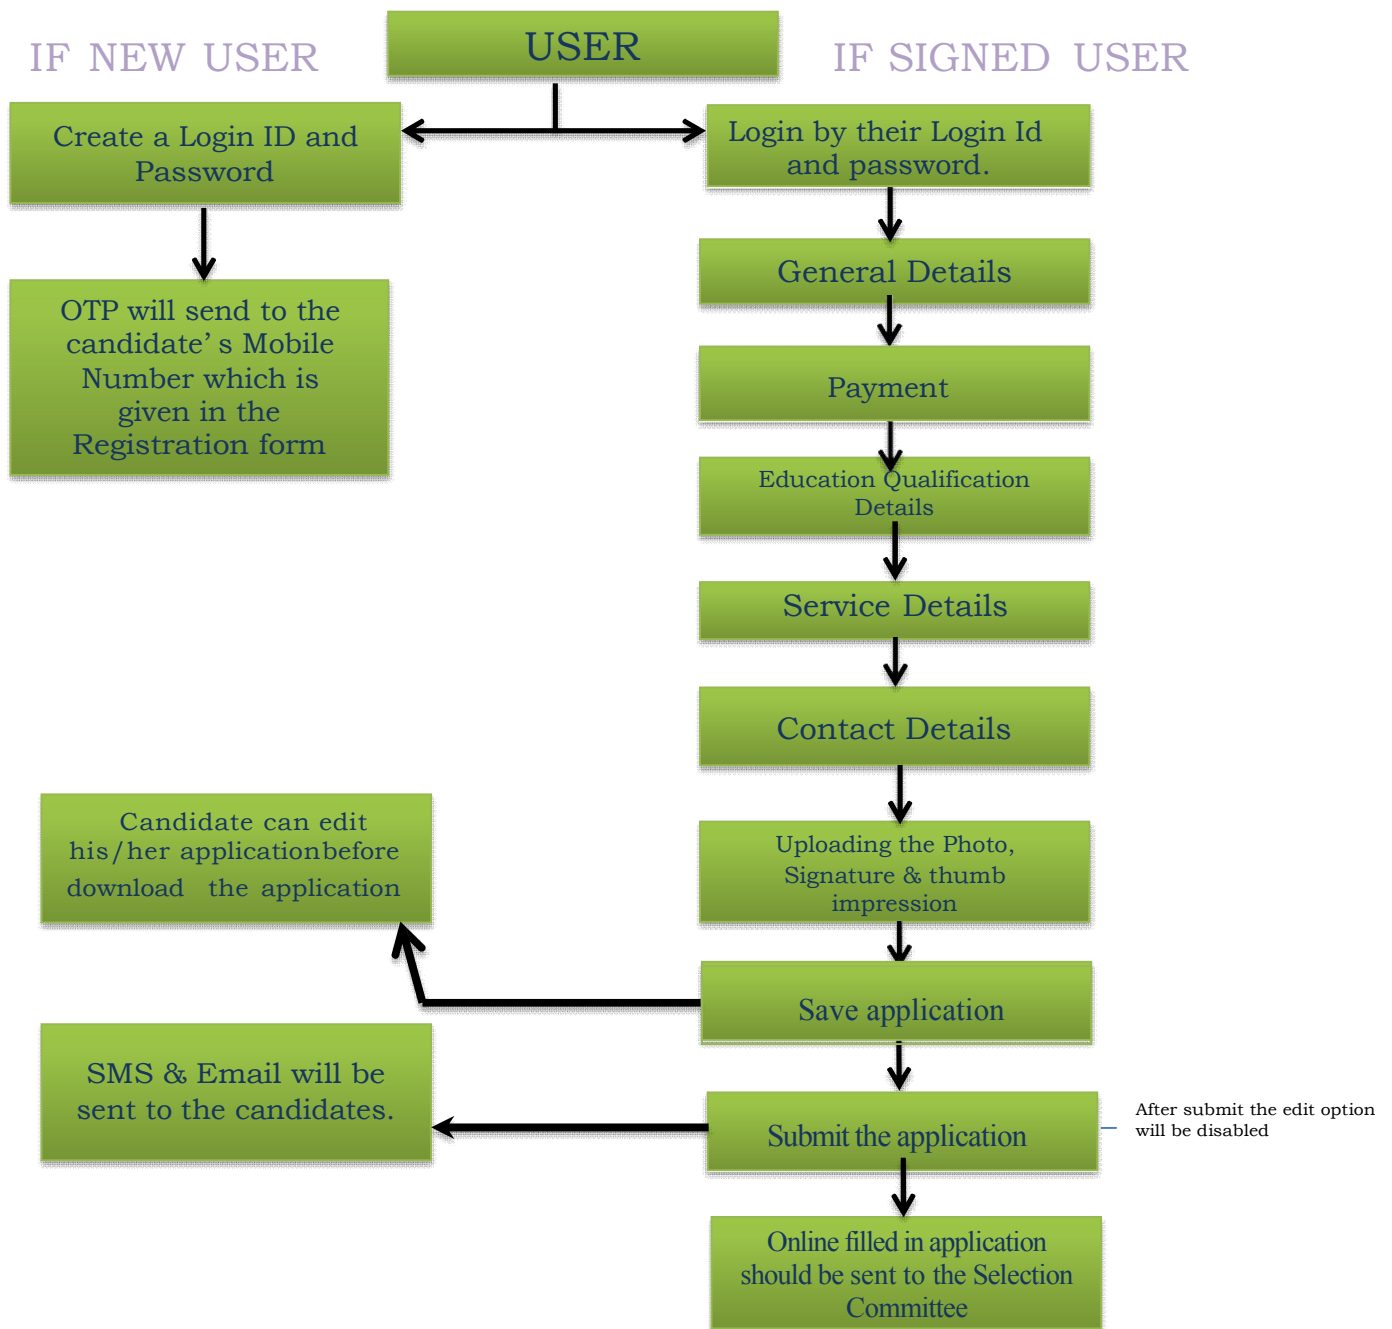 IF NEW USER
USER
IF SIGNED USER
Create a Login ID and
Password
Login by their Login Id
and password.
OTP will send to the
candidate’ s Mobile
Number which is
given in the
Registration form
General Details
Payment
Education Qualification
Details
Service Details
Contact Details
Candidate can edit
his/her applicationbefore
download the application
Uploading the Photo,
Signature & thumb
impression
Save application
SMS & Email will be
sent to the candidates.
Submit the application
After submit the edit option
will be disabled
Online filled in application
should be sent to the Selection
Committee